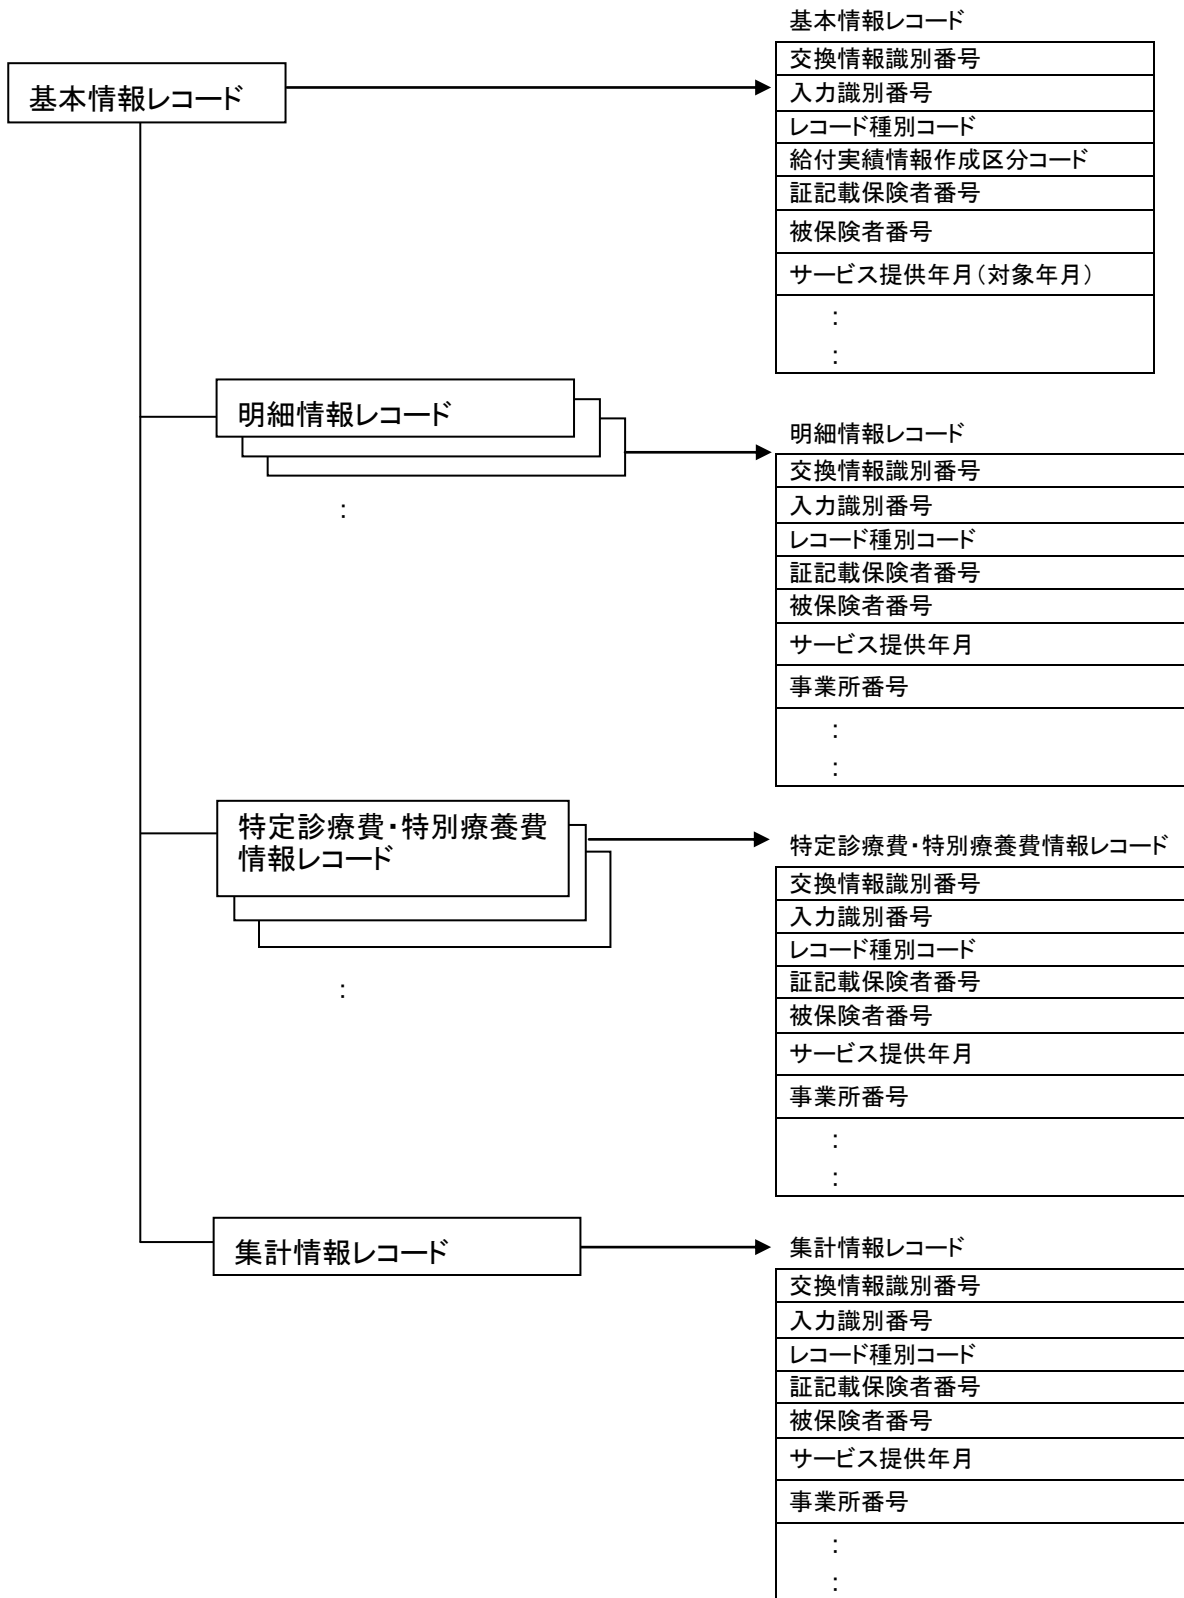 基本情報レコード
基本情報レコード
交換情報識別番号
入力識別番号
レコード種別コード
給付実績情報作成区分コード
証記載保険者番号
被保険者番号
サービス提供年月(対象年月)
:
:
明細情報レコード
:
明細情報レコード
交換情報識別番号
入力識別番号
レコード種別コード
証記載保険者番号
被保険者番号
サービス提供年月
事業所番号
:
:
特定診療費・特別療養費
情報レコード
:
特定診療費・特別療養費情報レコード
交換情報識別番号
入力識別番号
レコード種別コード
証記載保険者番号
被保険者番号
サービス提供年月
事業所番号
:
:
集計情報レコード
集計情報レコード
交換情報識別番号
入力識別番号
レコード種別コード
証記載保険者番号
被保険者番号
サービス提供年月
事業所番号
:
: